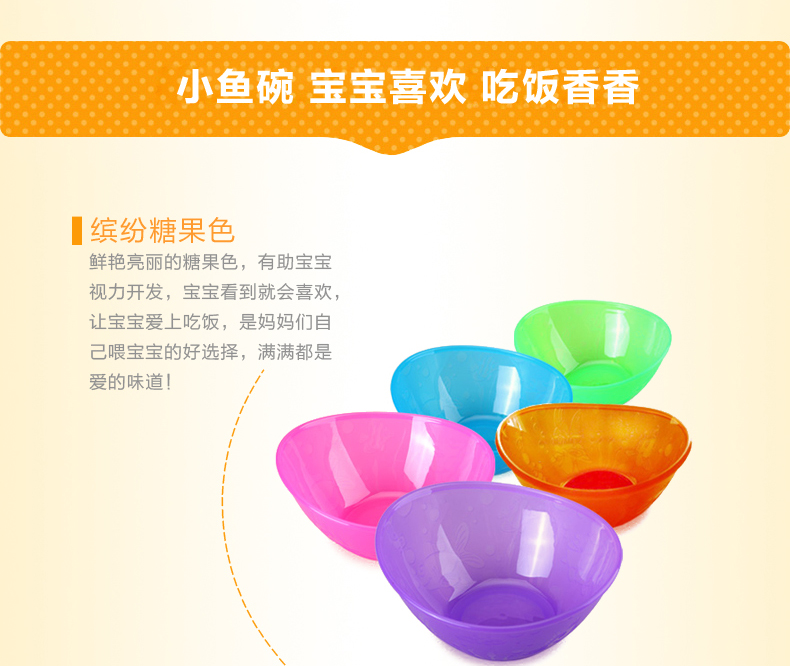 小鱼碗 宝宝喜欢 吃饭香香
缤纷糖果色
鲜艳亮丽的糖果色，有助宝宝
视力开发，宝宝看到就会喜欢，
让宝宝爱上吃饭，是妈妈们自
己喂宝宝的好选择，满满都是
爱的味道！